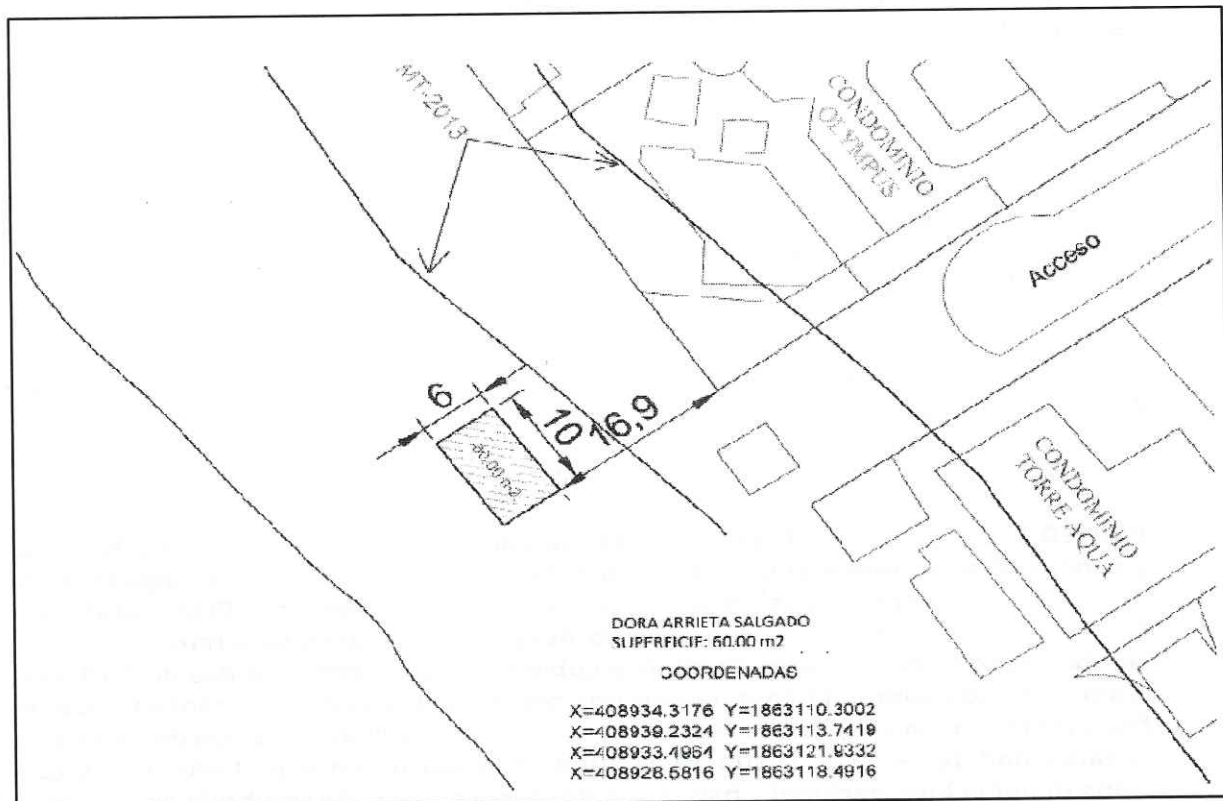 MT-2013
CONDOMINIO
OLYMPUS
Acceso
6
10
16,9
60.00 m2
CONDOMINIO
TORRE AQUA
DORA ARRIETA SALGADO
SUPERFICIE: 60.00 m2
COORDENADAS
X=408934.3176 Y=1863110.3002
X=408939.2324 Y=1863113.7419
X=408933.4964 Y=1863121.9332
X=408928.5816 Y=1863118.4916